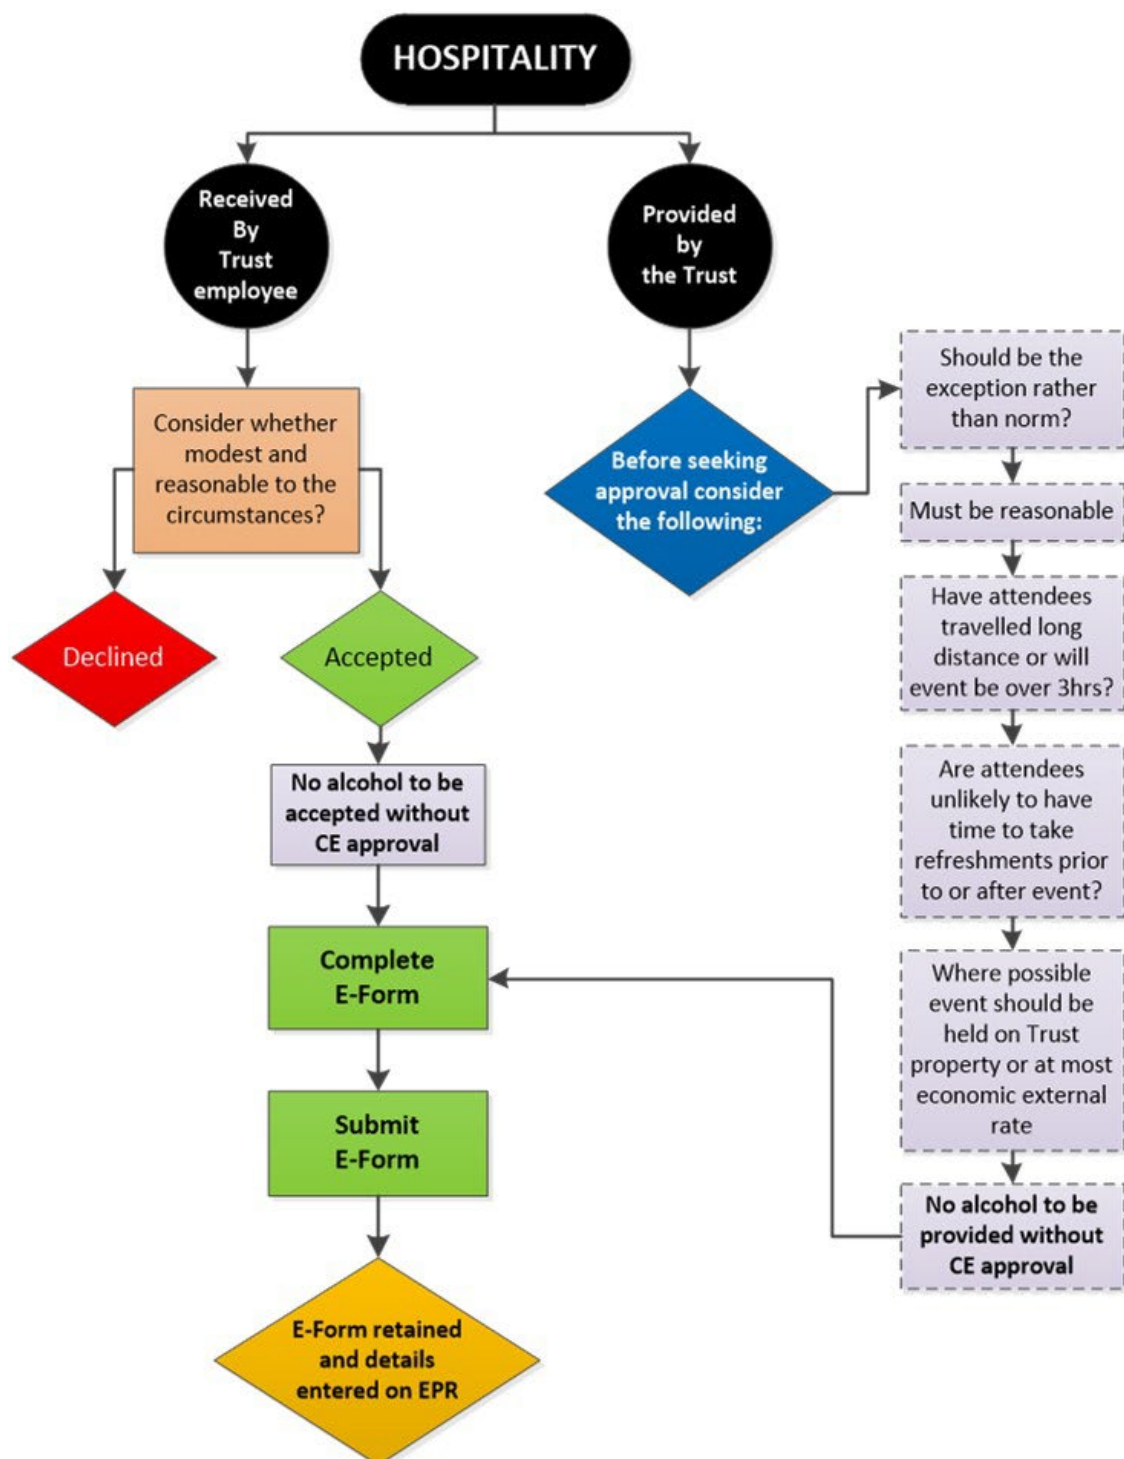 HOSPITALITY
Received
By
Trust
employee
Provided
by
the Trust
Consider whether
modest and
reasonable to the
circumstances?
Before seeking
approval consider
the following:
Should be the
exception rather
than norm?
Must be reasonable
Have attendees
travelled long
distance or will
event be over 3hrs?
Are attendees
unlikely to have
time to take
refreshments prior
to or after event?
Where possible
event should be
held on Trust
property or at most
economic external
rate
No alcohol to be
provided without
CE approval
Declined
Accepted
No alcohol to be
accepted without
CE approval
Complete
E-Form
Submit
E-Form
E-Form retained
and details
entered on EPR